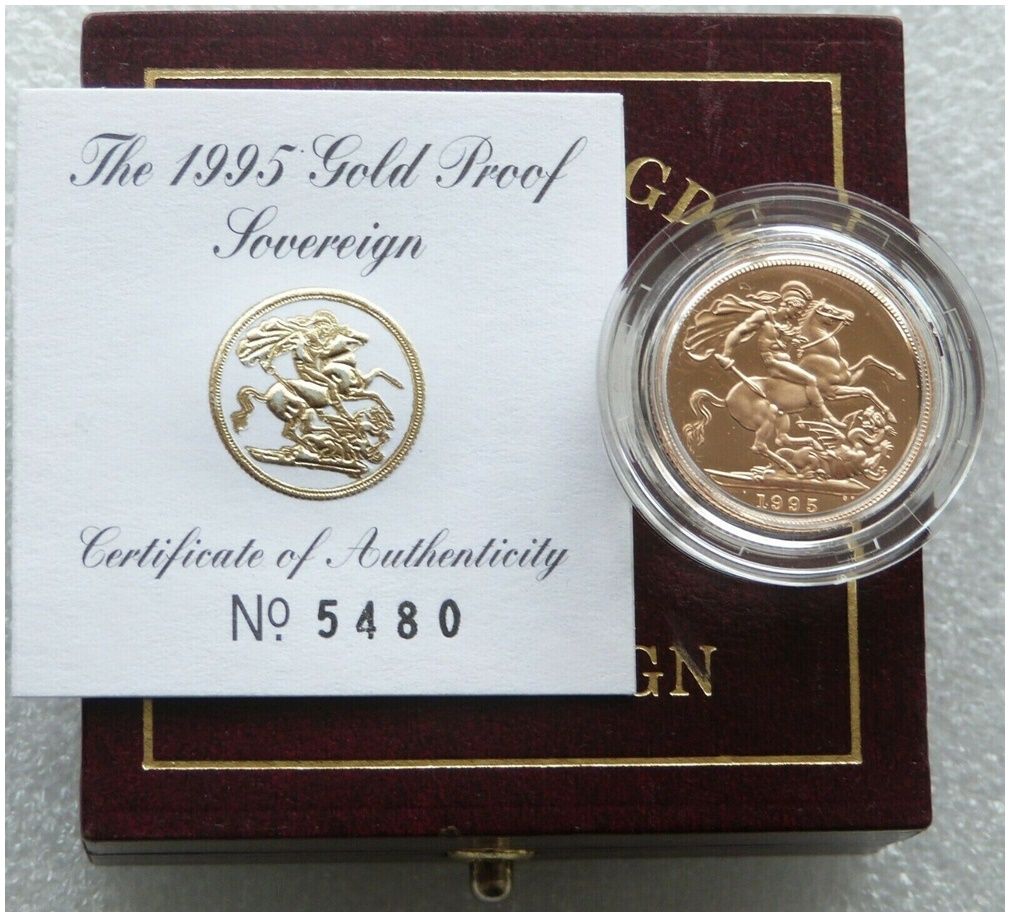 The 1995 Gold Proof
Sovereign
Certificate of Authenticity
No. 5480
1995